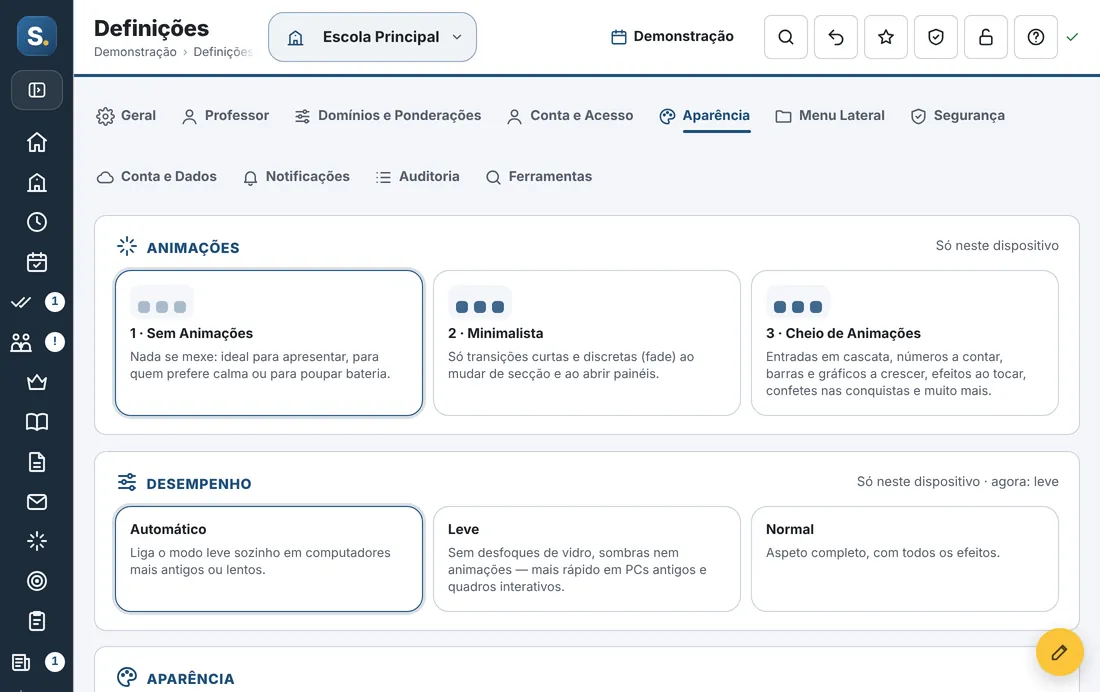 S.
Definições
Demonstração › Definições
Escola Principal
Demonstração
Geral
Professor
Domínios e Ponderações
Conta e Acesso
Aparência
Menu Lateral
Segurança
Conta e Dados
Notificações
Auditoria
Ferramentas
1
!
1
ANIMAÇÕES
Só neste dispositivo
1 · Sem Animações
Nada se mexe: ideal para apresentar, para
quem prefere calma ou para poupar bateria.
2 · Minimalista
Só transições curtas e discretas (fade) ao
mudar de secção e ao abrir painéis.
3 · Cheio de Animações
Entradas em cascata, números a contar,
barras e gráficos a crescer, efeitos ao tocar,
confetes nas conquistas e muito mais.
DESEMPENHO
Só neste dispositivo · agora: leve
Automático
Liga o modo leve sozinho em computadores
mais antigos ou lentos.
Leve
Sem desfoques de vidro, sombras nem
animações — mais rápido em PCs antigos e
quadros interativos.
Normal
Aspeto completo, com todos os efeitos.
APARÊNCIA